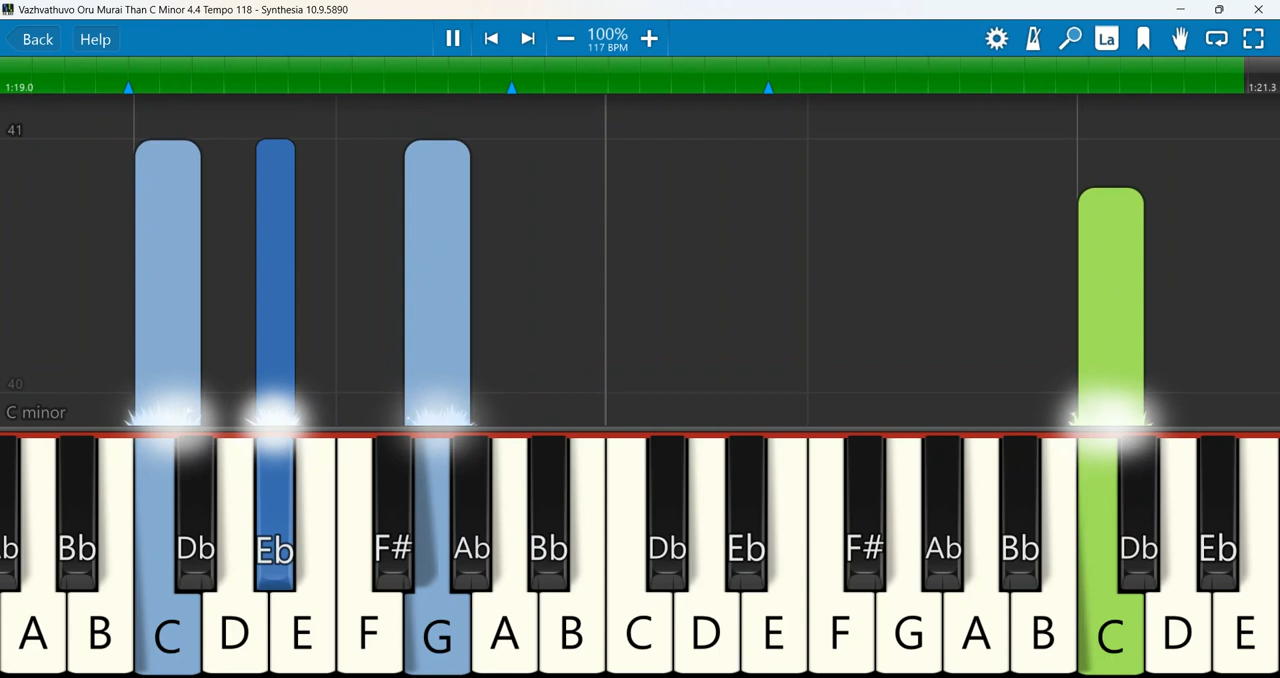 Vazhvathuvo Oru Murai Than C Minor 4.4 Tempo 118 - Synthesia 10.9.5890
Back Help 100% La
117 BPM
1:19.0 1:21.3
41
40
C minor
b Bb Db Eb F# Ab Bb Db Eb F# Ab Bb Db Eb
A B C D E F G A B C D E F G A B C D E